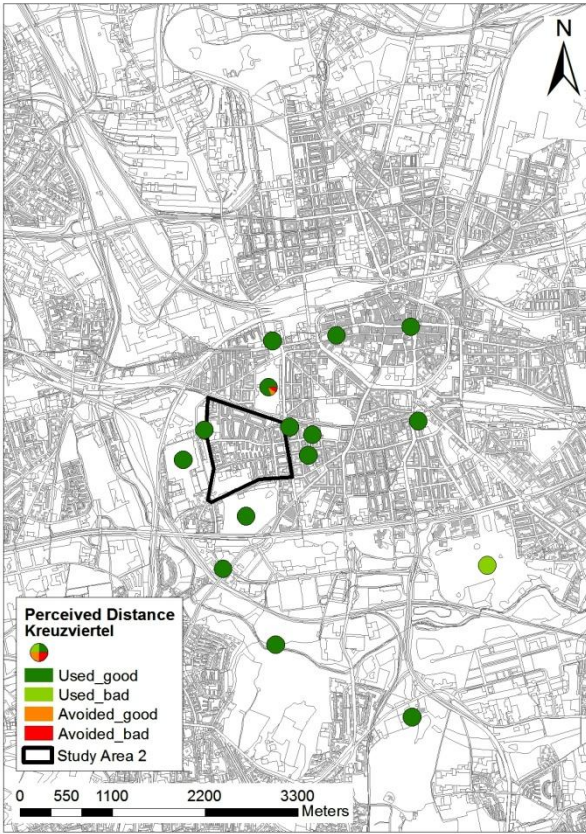 N
Perceived Distance
Kreuzviertel
Used_good
Used_bad
Avoided_good
Avoided_bad
Study Area 2
0 550 1100 2200 3300
Meters